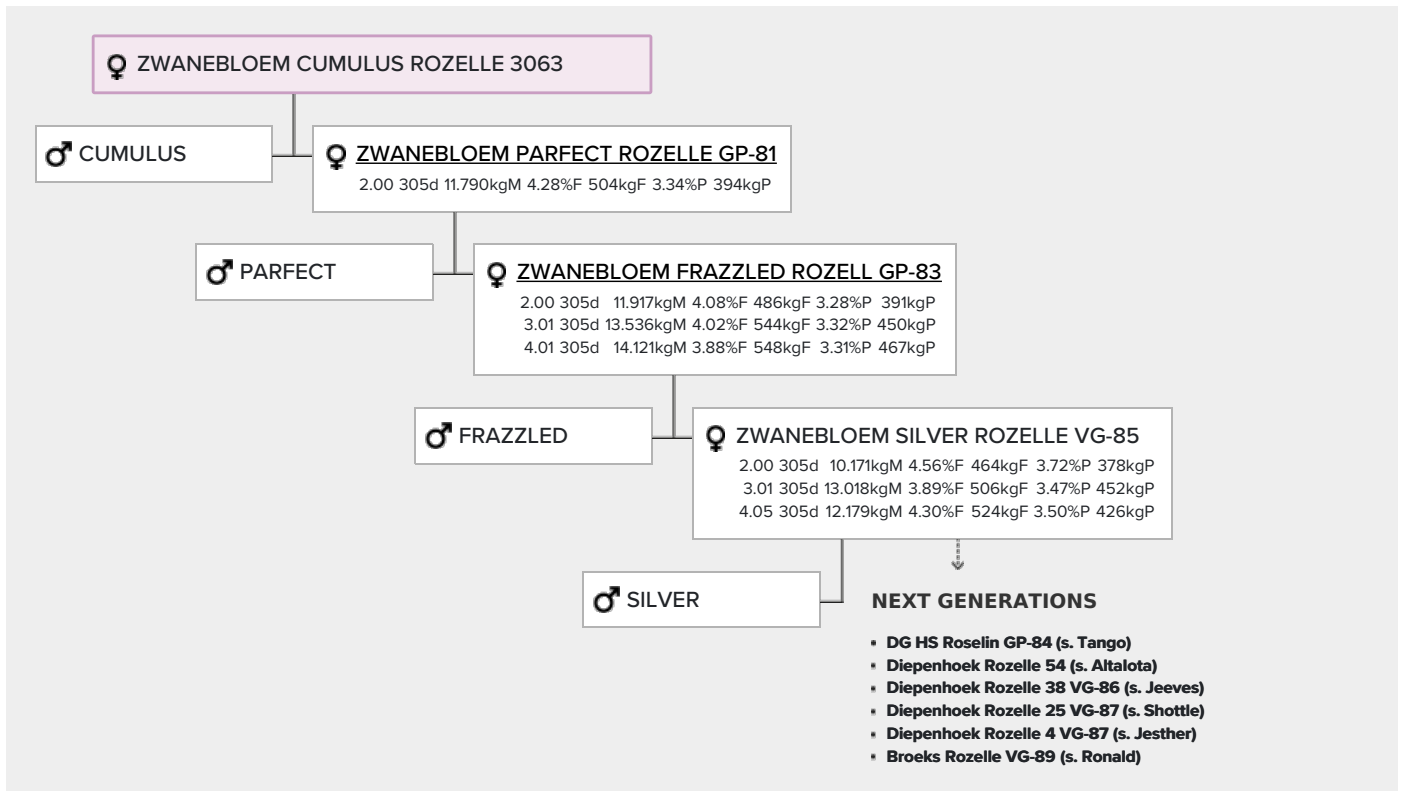 ZWANEBLOEM CUMULUS ROZELLE 3063
CUMULUS
ZWANEBLOEM PARFECT ROZELLE GP-81
2.00 305d 11.790kgM 4.28%F 504kgF 3.34%P 394kgP
PARFECT
ZWANEBLOEM FRAZZLED ROZELL GP-83
2.00 305d 11.917kgM 4.08%F 486kgF 3.28%P 391kgP
3.01 305d 13.536kgM 4.02%F 544kgF 3.32%P 450kgP
4.01 305d 14.121kgM 3.88%F 548kgF 3.31%P 467kgP
FRAZZLED
ZWANEBLOEM SILVER ROZELLE VG-85
2.00 305d 10.171kgM 4.56%F 464kgF 3.72%P 378kgP
3.01 305d 13.018kgM 3.89%F 506kgF 3.47%P 452kgP
4.05 305d 12.179kgM 4.30%F 524kgF 3.50%P 426kgP
SILVER
NEXT GENERATIONS
DG HS Roselin GP-84 (s. Tango)
Diepenhoek Rozelle 54 (s. Altalota)
Diepenhoek Rozelle 38 VG-86 (s. Jeeves)
Diepenhoek Rozelle 25 VG-87 (s. Shottle)
Diepenhoek Rozelle 4 VG-87 (s. Jesther)
Broeks Rozelle VG-89 (s. Ronald)